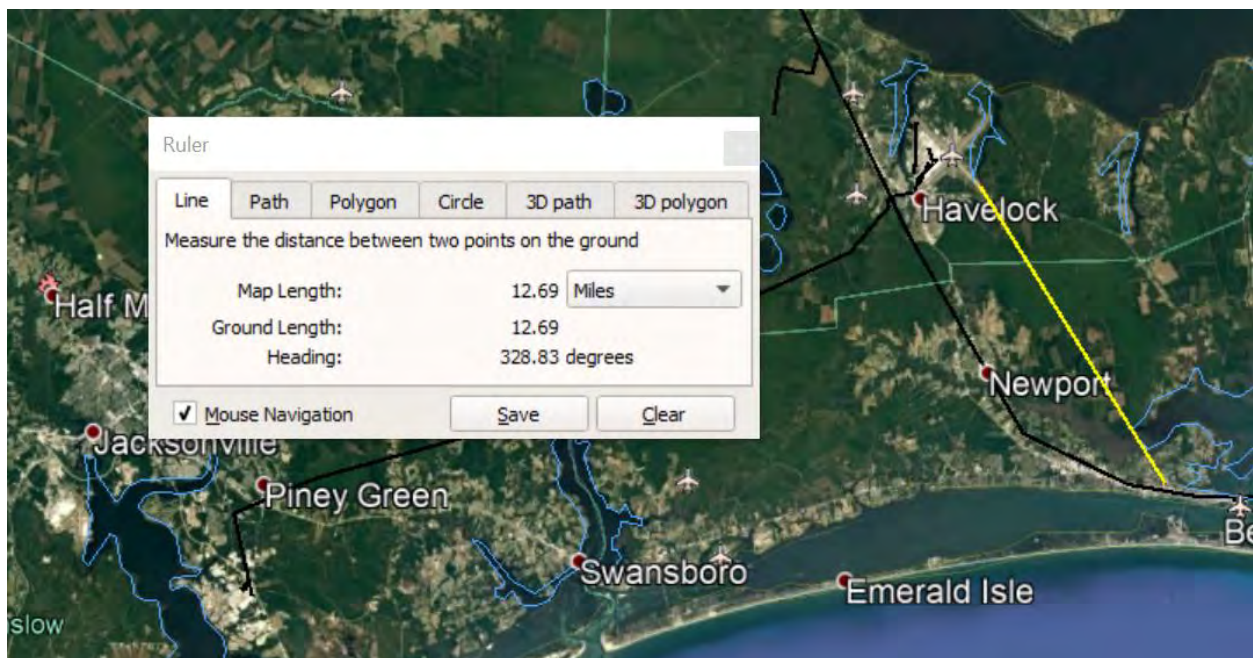 Ruler
Line Path Polygon Circle 3D path 3D polygon
Measure the distance between two points on the ground
Map Length: 12.69 Miles
Ground Length: 12.69
Heading: 328.83 degrees
Mouse Navigation Save Clear
Havelock
Half M
Newport
Jacksonville
Piney Green
Be
Swansboro
Emerald Isle
slow